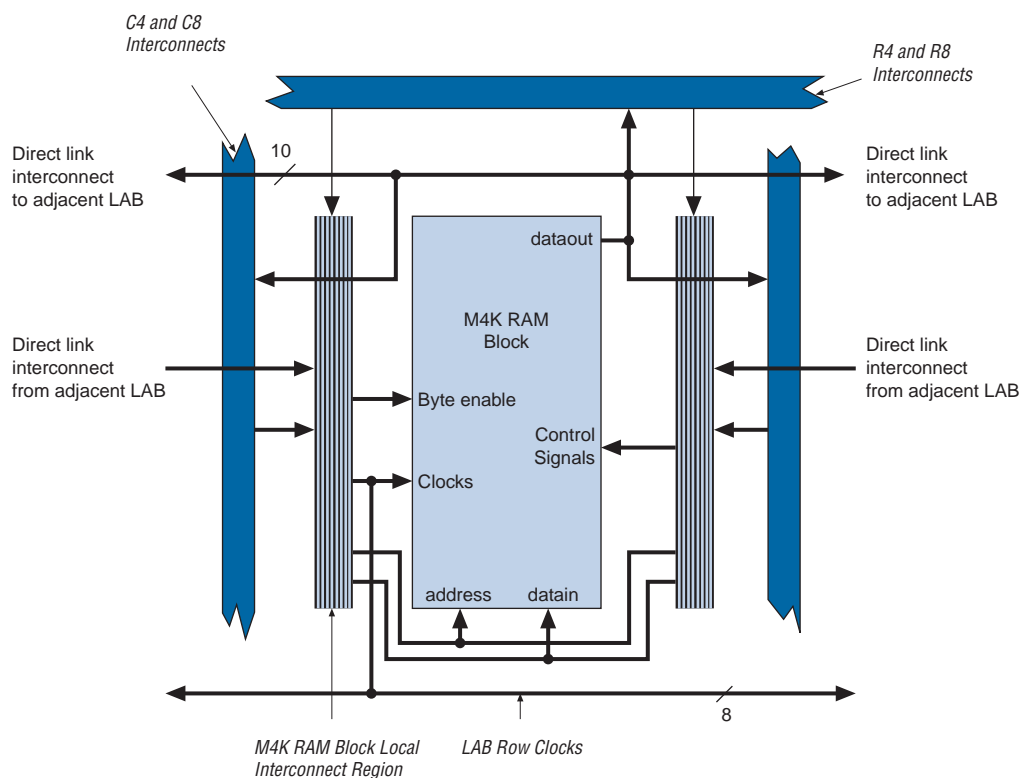 C4 and C8
Interconnects
R4 and R8
Interconnects
Direct link
interconnect
to adjacent LAB
10
Direct link
interconnect
to adjacent LAB
dataout
M4K RAM
Block
Direct link
interconnect
from adjacent LAB
Direct link
interconnect
from adjacent LAB
Byte enable
Control
Signals
Clocks
address
datain
8
M4K RAM Block Local
Interconnect Region
LAB Row Clocks